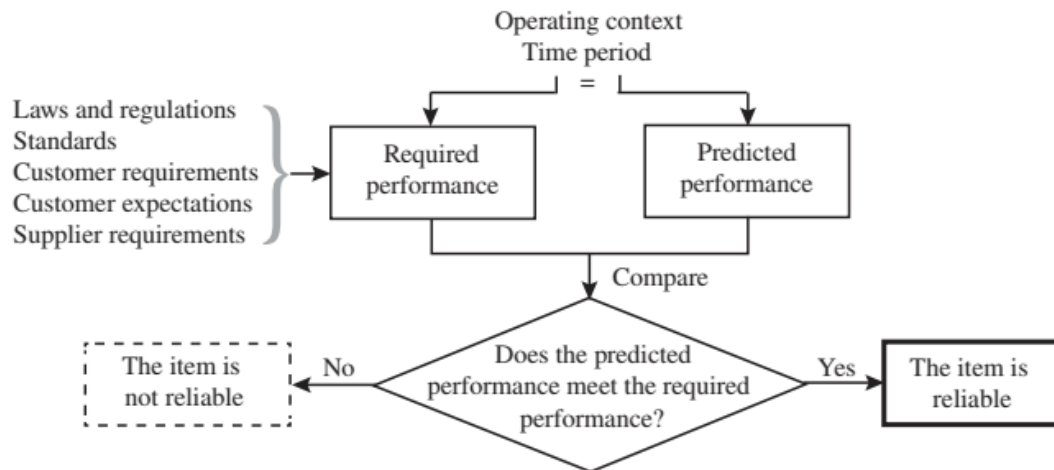 Operating context
Time period
=
Laws and regulations
Standards
Customer requirements
Customer expectations
Supplier requirements
Required
performance
Predicted
performance
Compare
Does the predicted
performance meet the required
performance?
No
The item is
not reliable
Yes
The item is
reliable